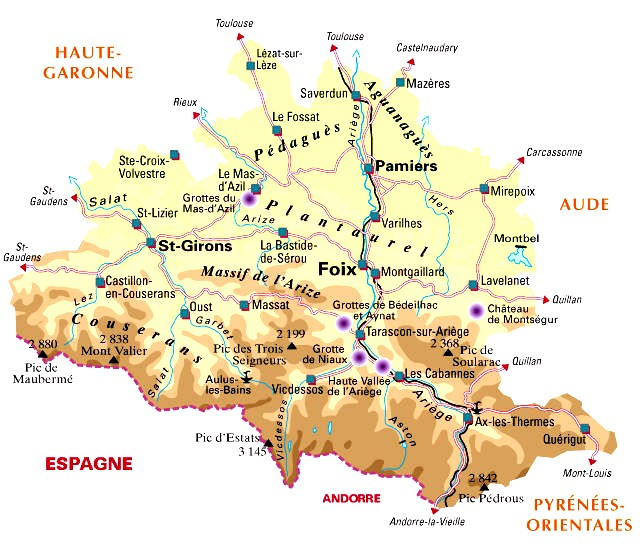 Toulouse
Toulouse
Castelnaudary
HAUTE-
GARONNE
Lézat-sur-
Lèze
Mazères
Saverdun
Aguanaguès
Rieux
Le Fossat
Ariège
Pédaguès
Ste-Croix-
Volvestre
Carcassonne
Pamiers
Le Mas-
d'Azil
St-
Gaudens
Salat
Grottes du
Mas-d'Azil
Plantaurel
Hers
Mirepoix
AUDE
St-Lizier
Arize
Varilhes
St-
Gaudens
St-Girons
La Bastide-
de-Sérou
Montbel
Foix
Montgaillard
Massif de l'Arize
Castillon-
en-Couserans
Lavelanet
Lez
Oust
Massat
Grottes de Bédeilhac
et Aynat
Quillan
Château
de Montségur
Couserans
Garbet
Tarascon-sur-Ariège
2 880
Pic de
Maubermé
2 838
Mont Valier
2 199
Pic des Trois
Seigneurs
Grotte
de Niaux
2 368
Pic de
Soularac
Quillan
Salat
Aulus-
les-Bains
Vicdessos
Haute Vallée
de l'Ariège
Les Cabannes
Ariège
Vicdessos
Aston
Ax-les-Thermes
Pic d'Estats
3 145
Quérigut
ESPAGNE
Mont-Louis
2 842
Pic Pédrous
ANDORRE
Andorre-la-Vieille
PYRÉNÉES-
ORIENTALES